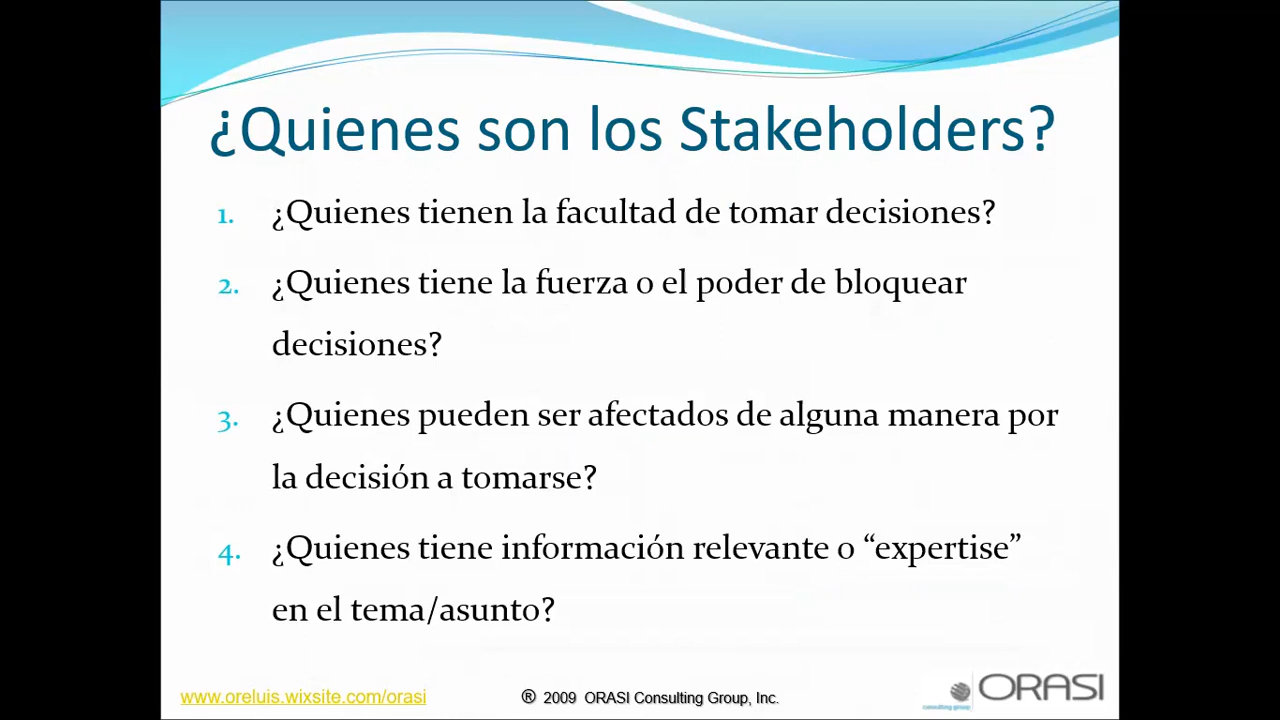 ¿Quienes son los Stakeholders?
1. ¿Quienes tienen la facultad de tomar decisiones?
2. ¿Quienes tiene la fuerza o el poder de bloquear
decisiones?
3. ¿Quienes pueden ser afectados de alguna manera por
la decisión a tomarse?
4. ¿Quienes tiene información relevante o “expertise”
en el tema/asunto?
www.oreluis.wixsite.com/orasi
® 2009 ORASI Consulting Group, Inc.
ORASI
consulting group